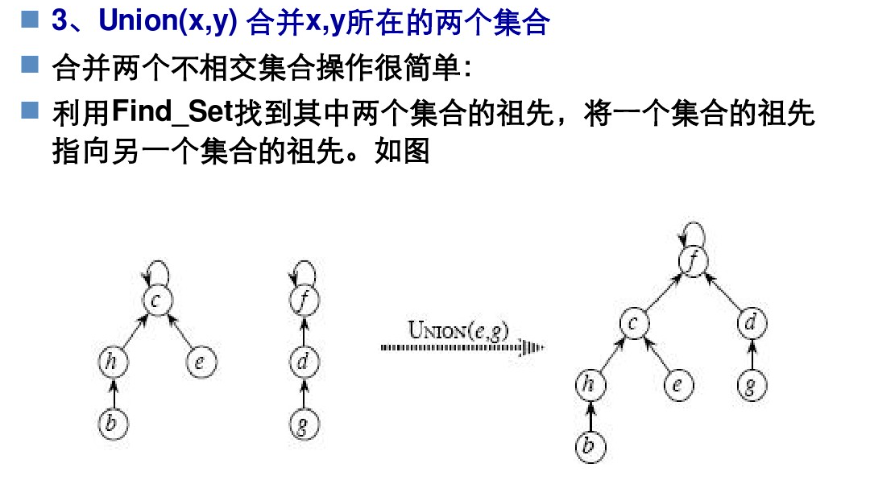 3、Union(x,y) 合并x,y所在的两个集合
合并两个不相交集合操作很简单:
利用Find_Set找到其中两个集合的祖先，将一个集合的祖先
指向另一个集合的祖先。如图
c
f
h
e
d
b
g
UNION(e,g)
f
c
d
h
e
g
b